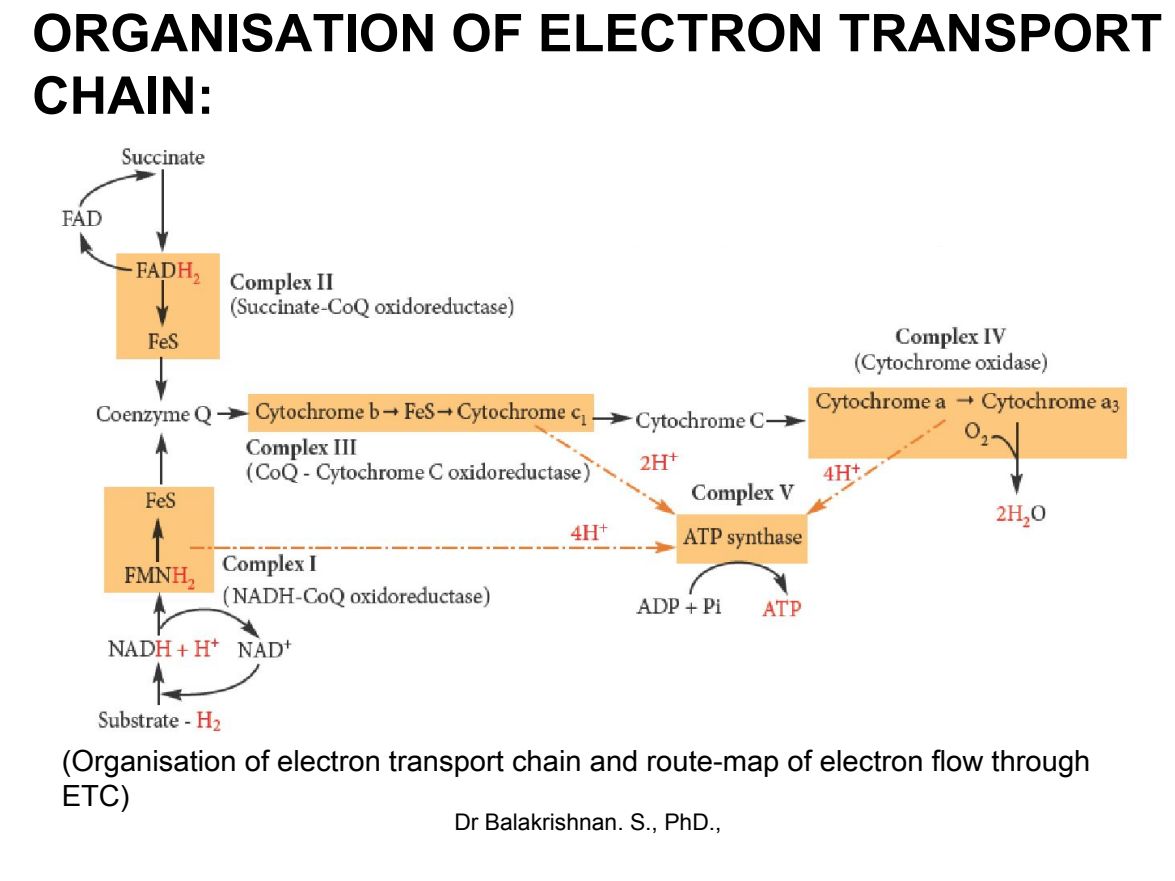 ORGANISATION OF ELECTRON TRANSPORT
CHAIN:
Succinate
FAD
FADH₂
Complex II
(Succinate-CoQ oxidoreductase)
FeS
Complex IV
(Cytochrome oxidase)
Coenzyme Q
Cytochrome b → FeS → Cytochrome c₁
Cytochrome C
Cytochrome a → Cytochrome a₃
O₂
Complex III
(CoQ - Cytochrome C oxidoreductase)
2H⁺
4H⁺
Complex V
2H₂O
FeS
4H⁺
ATP synthase
FMNH₂
Complex I
(NADH-CoQ oxidoreductase)
ADP + Pi
ATP
NADH + H⁺
NAD⁺
Substrate - H₂
(Organisation of electron transport chain and route-map of electron flow through
ETC)
Dr Balakrishnan. S., PhD.,